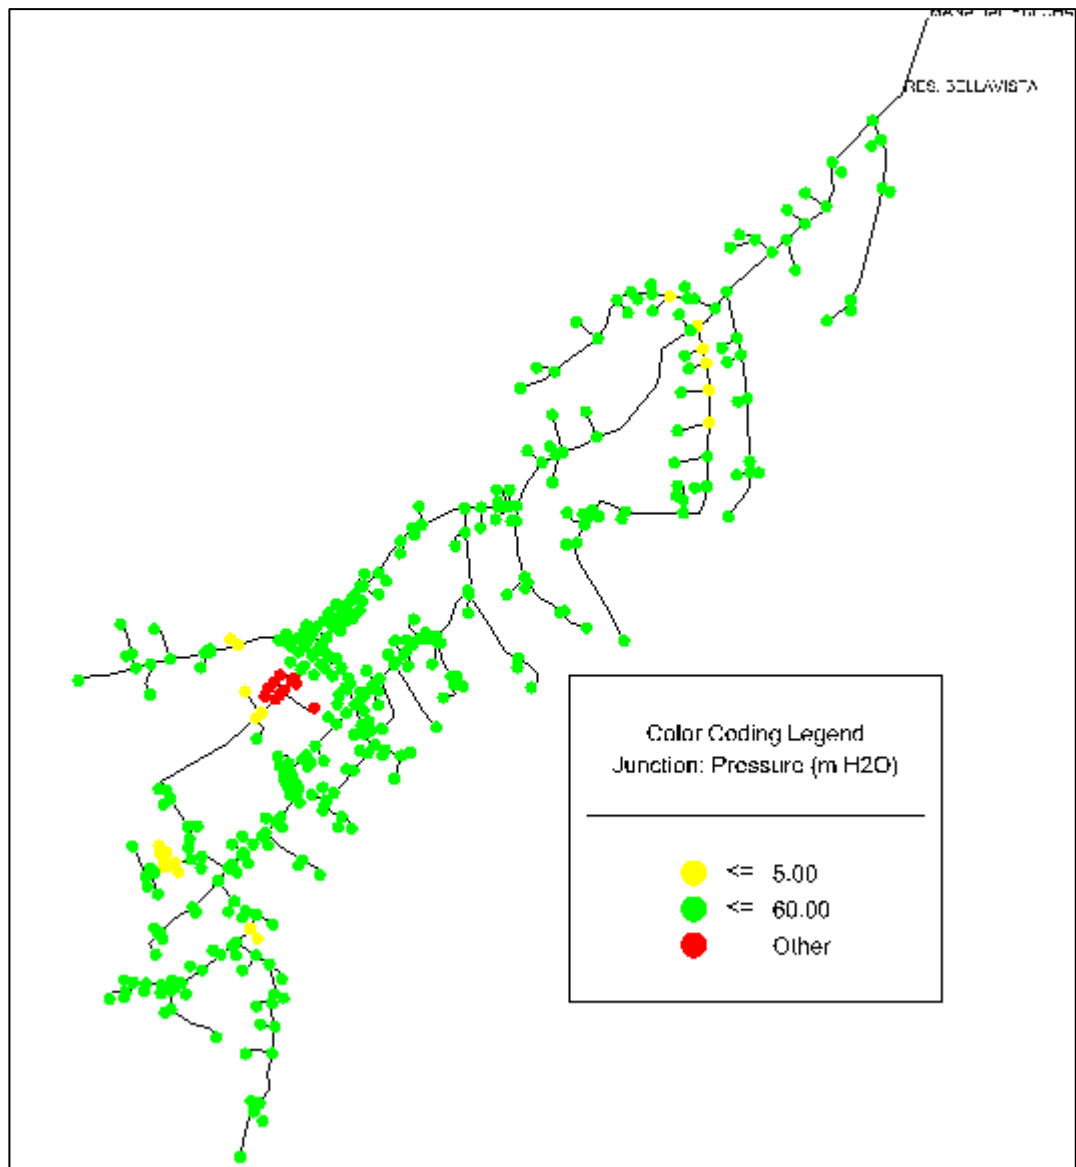 RES. BELLAVISTA
Color Coding Legend
Junction: Pressure (m H2O)
<= 5.00
<= 60.00
Other